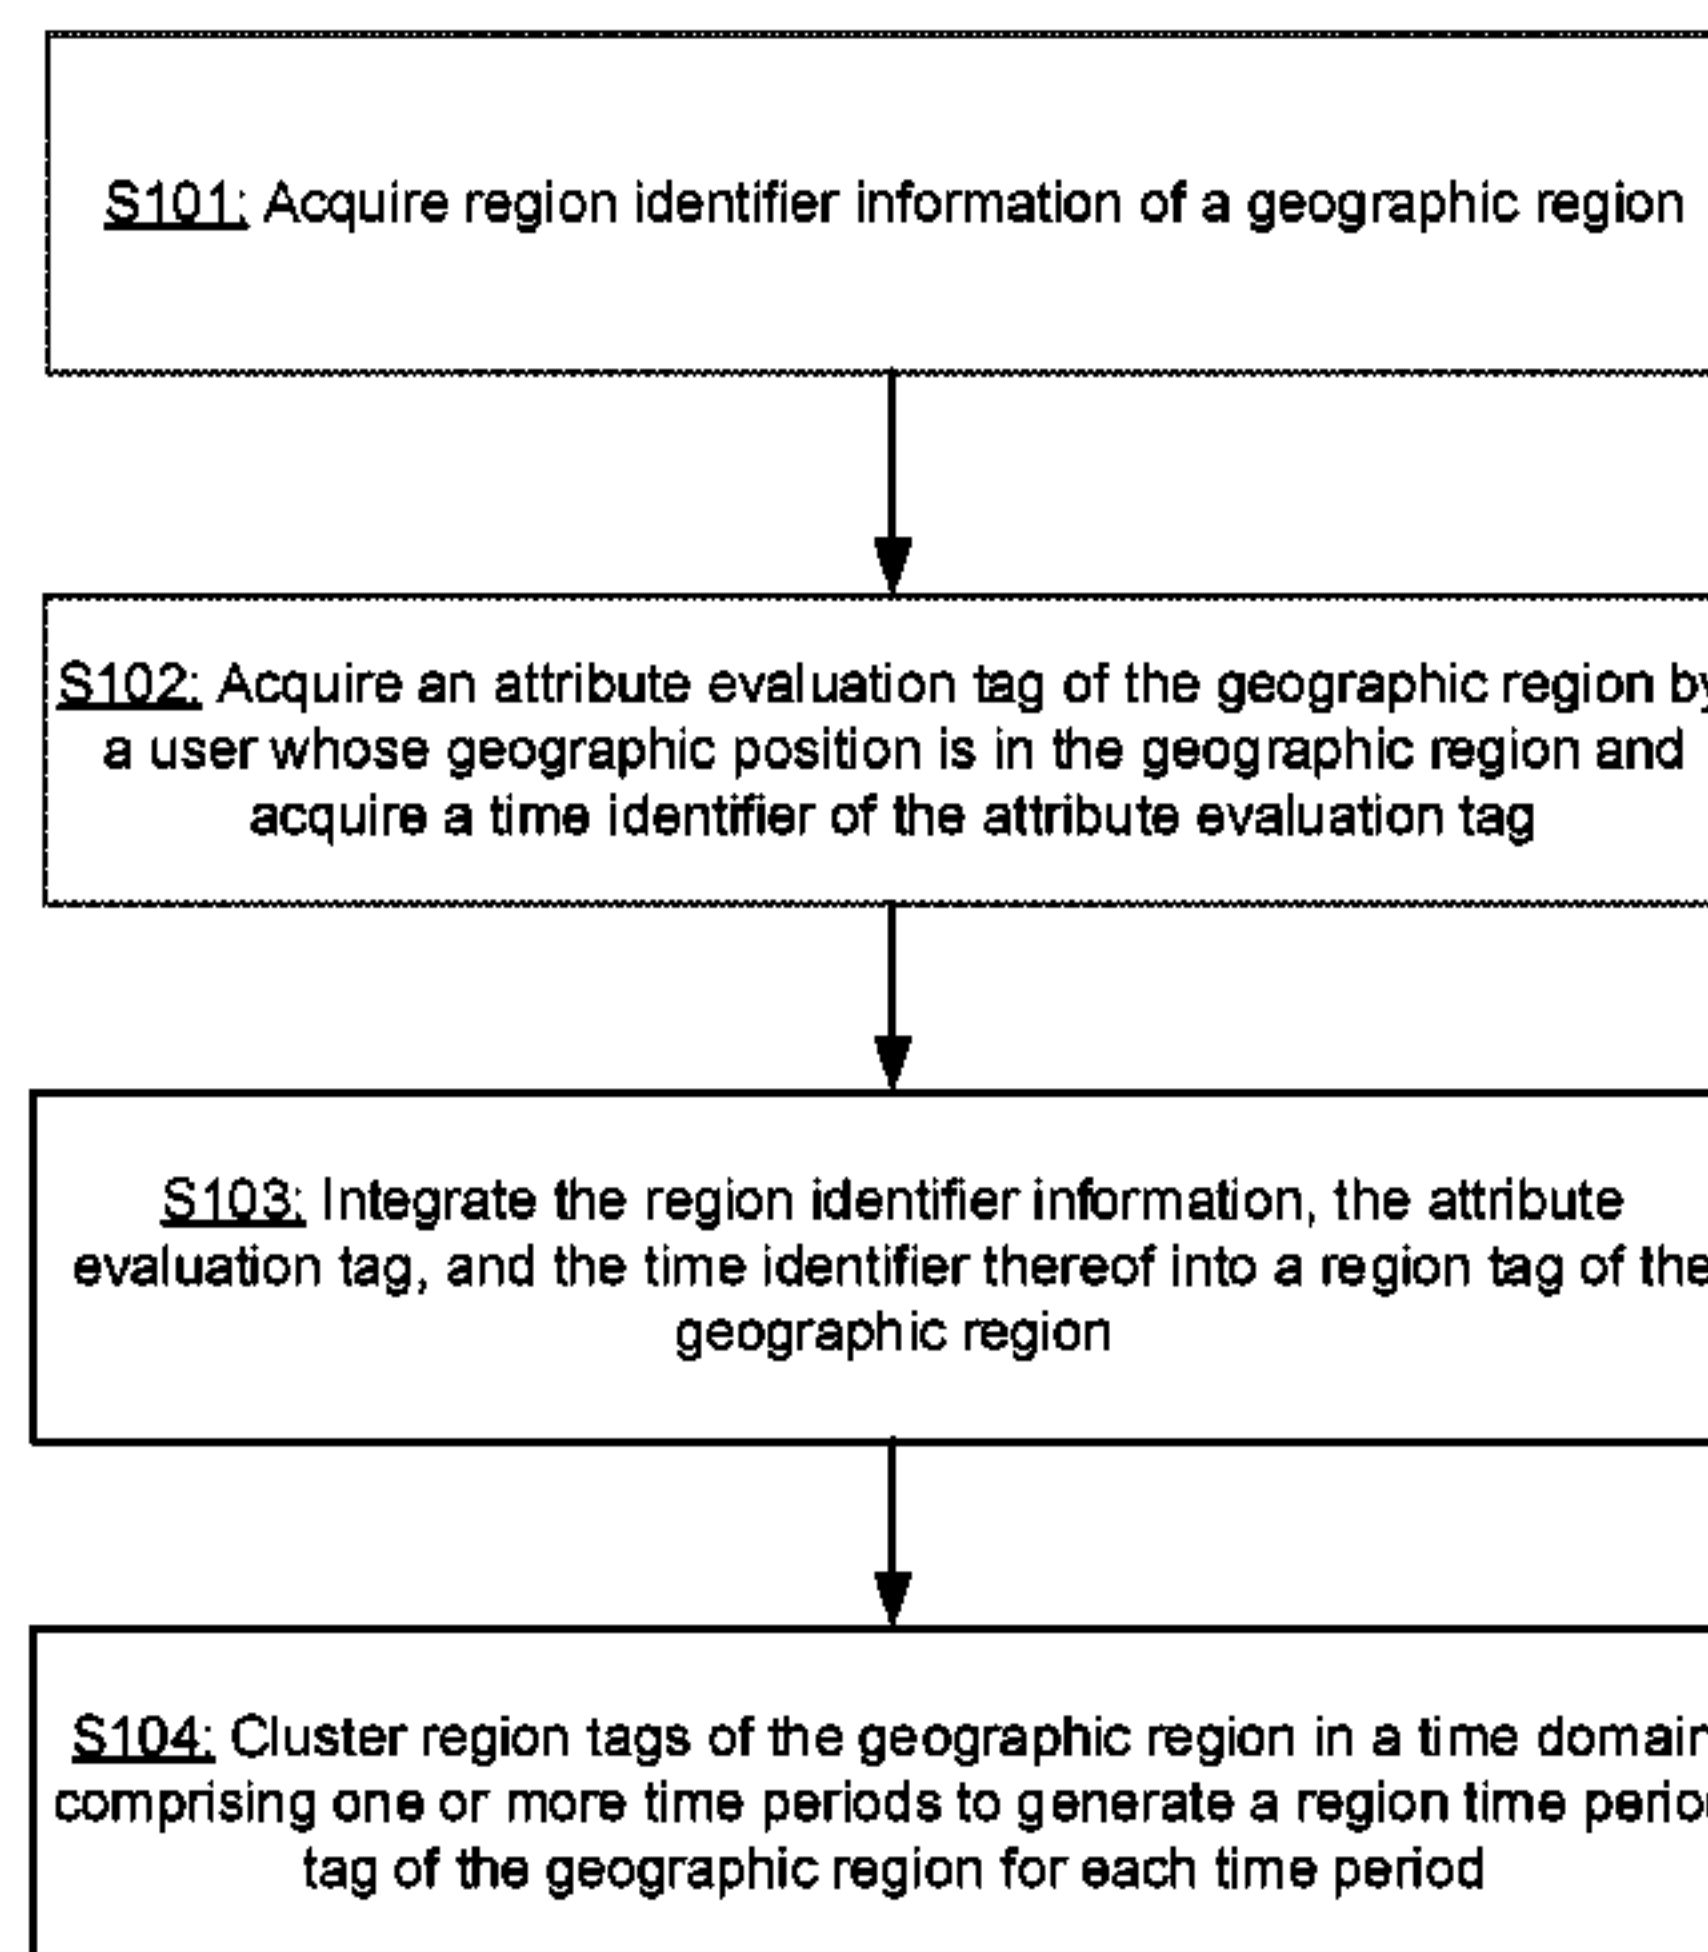 S101: Acquire region identifier information of a geographic region
S102: Acquire an attribute evaluation tag of the geographic region by
a user whose geographic position is in the geographic region and
acquire a time identifier of the attribute evaluation tag
S103: Integrate the region identifier information, the attribute
evaluation tag, and the time identifier thereof into a region tag of the
geographic region
S104: Cluster region tags of the geographic region in a time domain
comprising one or more time periods to generate a region time perio
tag of the geographic region for each time period